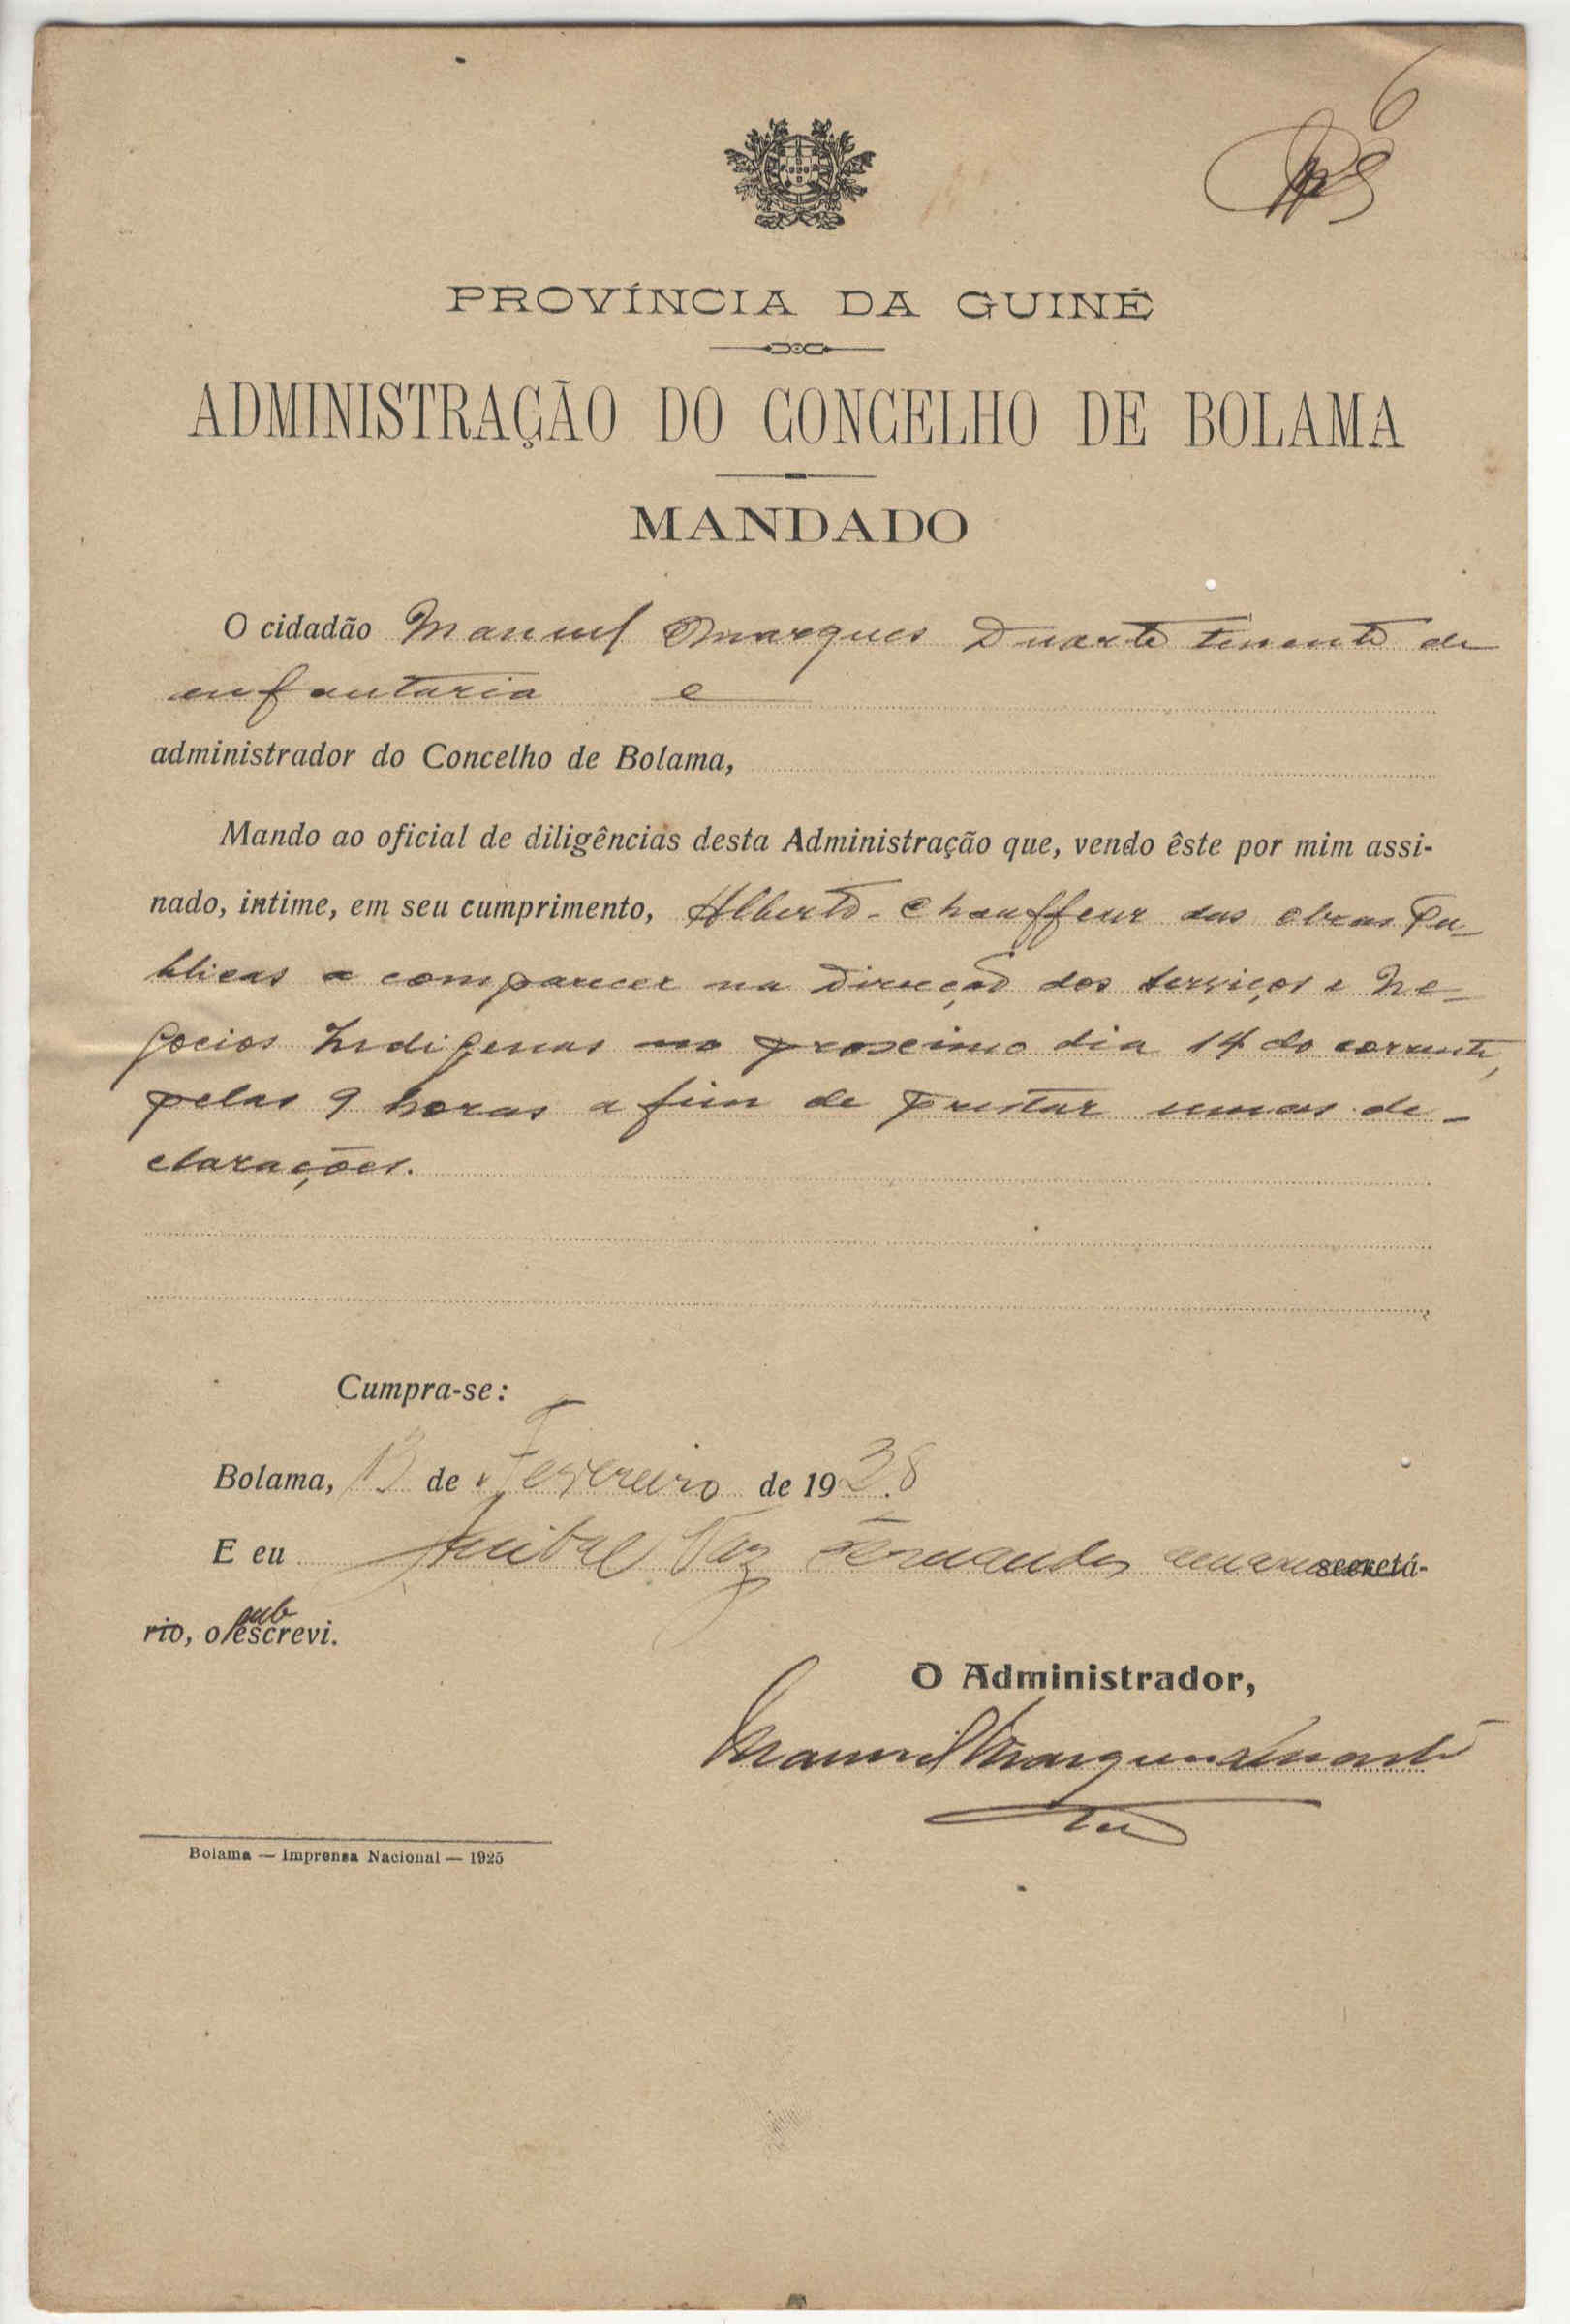 6
PROVÍNCIA DA GUINÉ
ADMINISTRAÇÃO DO CONCELHO DE BOLAMA
MANDADO
O cidadão Manuel Marques Duarte tenente de
enfantaria e
administrador do Concelho de Bolama,
Mando ao oficial de diligências desta Administração que, vendo êste por mim assi-
nado, intime, em seu cumprimento, Alberto - Chauffeur das obras Pu-
blicas a comparecer na Direcção dos Serviços e Ne-
gocios Indigenas no proximo dia 14 do corrente,
pelas 9 horas a fim de prestar umas de-
clarações.
Cumpra-se:
Bolama, 13 de Fevereiro de 1928
E eu Anibal Vaz Fernandes secretá-
rio, o subescrevi.
O Administrador,
Manuel Marques Duarte
Ten
Bolama — Imprensa Nacional — 1925